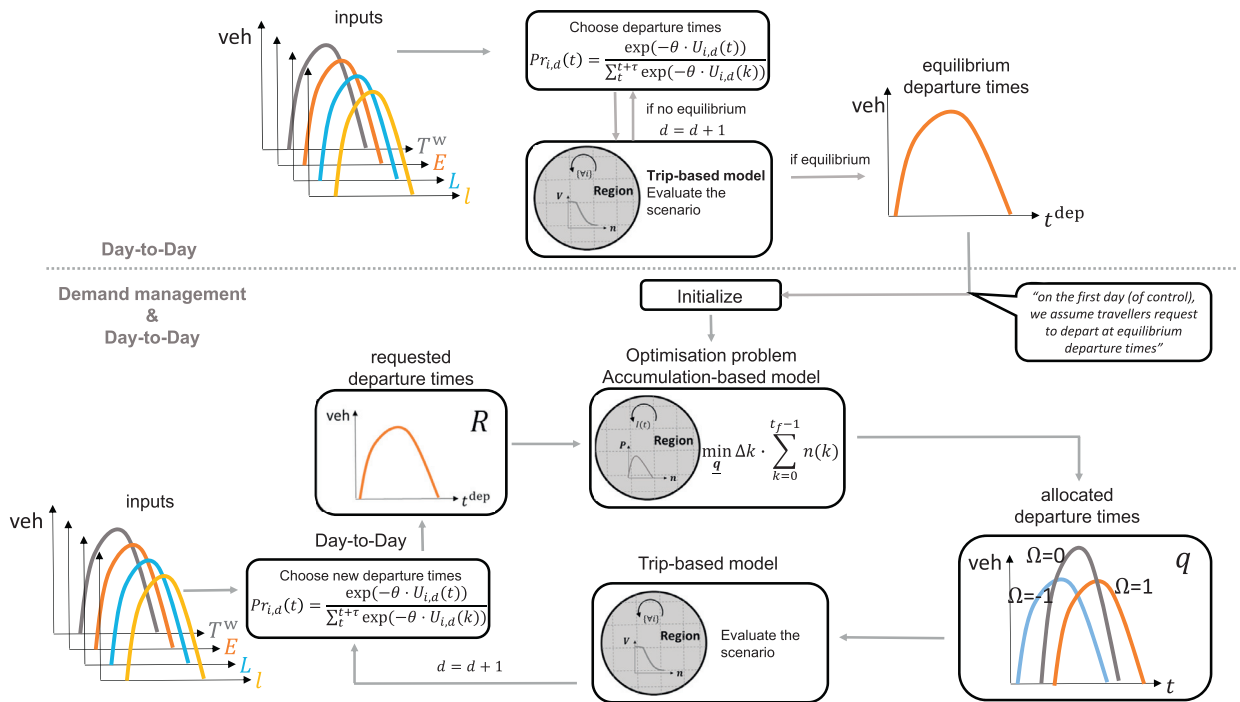 inputs
veh
T^w
E
L
l
Choose departure times
Pr_{i,d}(t) = exp(−θ · U_{i,d}(t)) / ∑_t^{t+τ} exp(−θ · U_{i,d}(k))
if no equilibrium
d = d + 1
{∀i}
Region
V
n
Trip-based model
Evaluate the
scenario
if equilibrium
equilibrium
departure times
veh
t^dep
Day-to-Day
Demand management
&
Day-to-Day
Initialize
"on the first day (of control),
we assume travellers request
to depart at equilibrium
departure times"
requested
departure times
veh
R
t^dep
Optimisation problem
Accumulation-based model
I(t)
Region
P
n
min_q Δk · ∑_{k=0}^{t_f−1} n(k)
allocated
departure times
veh
Ω=0
Ω=-1
Ω=1
q
t
inputs
veh
T^w
E
L
l
Day-to-Day
Choose new departure times
Pr_{i,d}(t) = exp(−θ · U_{i,d}(t)) / ∑_t^{t+τ} exp(−θ · U_{i,d}(k))
d = d + 1
Trip-based model
{∀i}
Region
V
n
Evaluate the
scenario